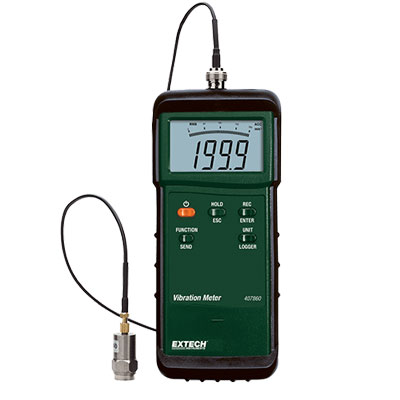 199.9
HOLD
REC
ESC
ENTER
FUNCTION
UNIT
SEND
LOGGER
Vibration Meter 407860
EXTECH